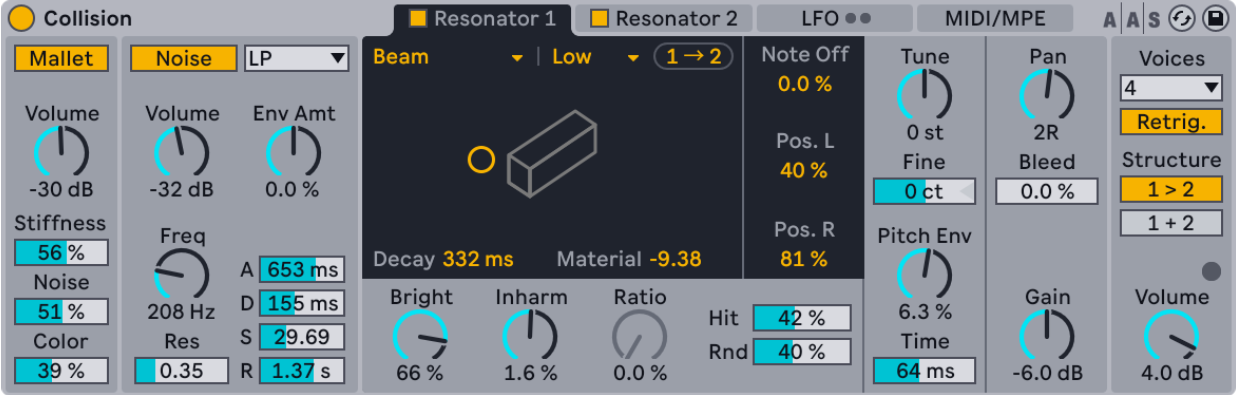 Collision
Resonator 1
Resonator 2
LFO
MIDI/MPE
AAS
Mallet
Volume
-30 dB
Stiffness
56 %
Noise
51 %
Color
39 %
Noise
LP
Volume
-32 dB
Env Amt
0.0 %
Freq
208 Hz
Res
0.35
A 653 ms
D 155 ms
S 29.69
R 1.37 s
Beam
Low
1→2
Decay 332 ms
Material -9.38
Note Off
0.0 %
Pos. L
40 %
Pos. R
81 %
Bright
66 %
Inharm
1.6 %
Ratio
0.0 %
Hit 42 %
Rnd 40 %
Tune
0 st
Fine
0 ct
Pitch Env
6.3 %
Time
64 ms
Pan
2R
Bleed
0.0 %
Gain
-6.0 dB
Voices
4
Retrig.
Structure
1 > 2
1 + 2
Volume
4.0 dB